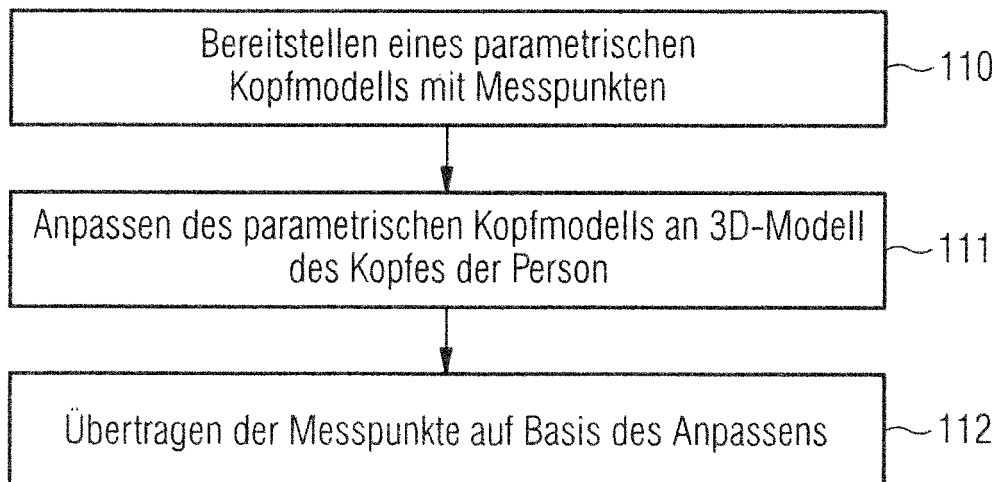 Bereitstellen eines parametrischen
Kopfmodells mit Messpunkten
110
Anpassen des parametrischen Kopfmodells an 3D-Modell
des Kopfes der Person
111
Übertragen der Messpunkte auf Basis des Anpassens
112